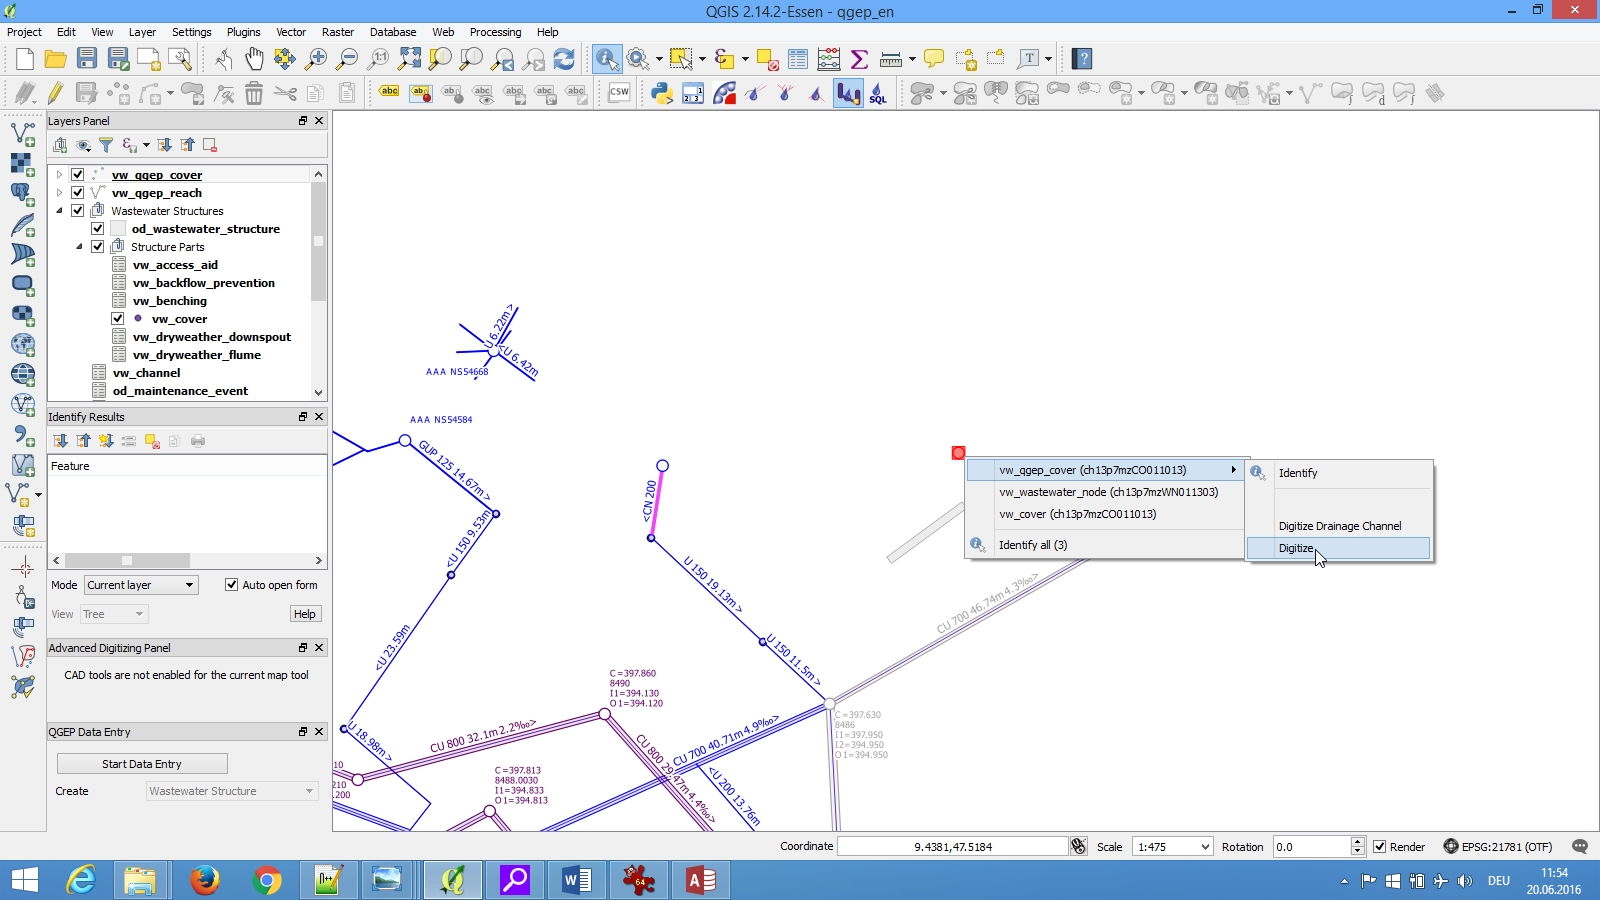 QGIS 2.14.2-Essen - qgep_en
Project Edit View Layer Settings Plugins Vector Raster Database Web Processing Help
Layers Panel
vw_qgep_cover
vw_qgep_reach
Wastewater Structures
od_wastewater_structure
Structure Parts
vw_access_aid
vw_backflow_prevention
vw_benching
vw_cover
vw_dryweather_downspout
vw_dryweather_flume
vw_channel
od_maintenance_event
Identify Results
Feature
Mode Current layer Auto open form
View Tree Help
Advanced Digitizing Panel
CAD tools are not enabled for the current map tool
QGEP Data Entry
Start Data Entry
Create Wastewater Structure
U 6.22m >
<U 6.42m
AAA NS54668
AAA NS54584
GUP 125 14,67m>
<U 150 9.53m
<CN 200
U 150 19.13m>
<U 23.59m
U 150 11.5m>
U 18.98m>
C=397.860
8490
I1=394.130
O1=394.120
CU 800 32.1m 2.2‰>
CU 800 29.47m 4.4‰>
CU 700 40.71m 4.9‰>
CU 700 46.74m 4.3‰>
<U 200 13.76m
C=397.813
8488.0030
I1=394.833
O1=394.813
C=397.630
8486
I1=397.950
I2=394.950
O1=394.950
10
210
.200
vw_qgep_cover (ch13p7mzCO011013)
vw_wastewater_node (ch13p7mzWN011303)
vw_cover (ch13p7mzCO011013)
Identify all (3)
Identify
Digitize Drainage Channel
Digitize
Coordinate 9.4381,47.5184 Scale 1:475 Rotation 0.0 Render EPSG:21781 (OTF)
DEU
11:54
20.06.2016
abc
CSW
SQL